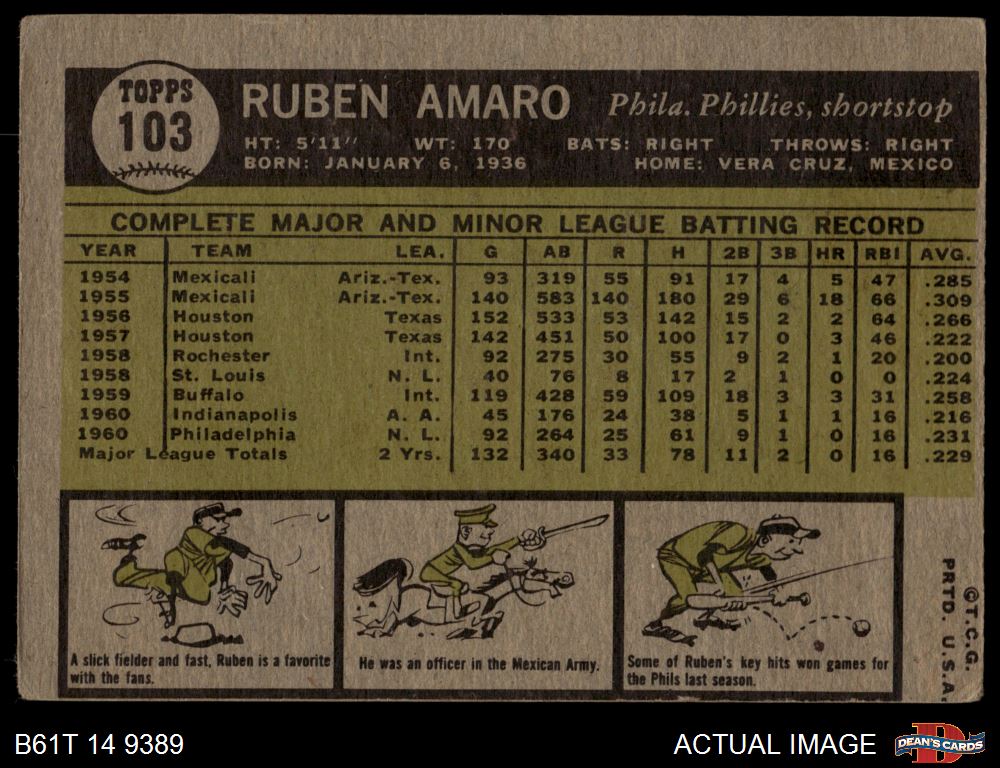 TOPPS
103
RUBEN AMARO Phila. Phillies, shortstop
HT: 5'11" WT: 170 BATS: RIGHT THROWS: RIGHT
BORN: JANUARY 6, 1936 HOME: VERA CRUZ, MEXICO
COMPLETE MAJOR AND MINOR LEAGUE BATTING RECORD
YEAR TEAM LEA. G AB R H 2B 3B HR RBI AVG.
1954 Mexicali Ariz.-Tex. 93 319 55 91 17 4 5 47 .285
1955 Mexicali Ariz.-Tex. 140 583 140 180 29 6 18 66 .309
1956 Houston Texas 152 533 53 142 15 2 2 64 .266
1957 Houston Texas 142 451 50 100 17 0 3 46 .222
1958 Rochester Int. 92 275 30 55 9 2 1 20 .200
1958 St. Louis N. L. 40 76 8 17 2 1 0 0 .224
1959 Buffalo Int. 119 428 59 109 18 3 3 31 .258
1960 Indianapolis A. A. 45 176 24 38 5 1 1 16 .216
1960 Philadelphia N. L. 92 264 25 61 9 1 0 16 .231
Major League Totals 2 Yrs. 132 340 33 78 11 2 0 16 .229
A slick fielder and fast, Ruben is a favorite
with the fans.
He was an officer in the Mexican Army.
Some of Ruben's key hits won games for
the Phils last season.
©T.C.G.
PRTD. U.S.A.
B61T 14 9389
ACTUAL IMAGE
D
DEAN'S CARDS